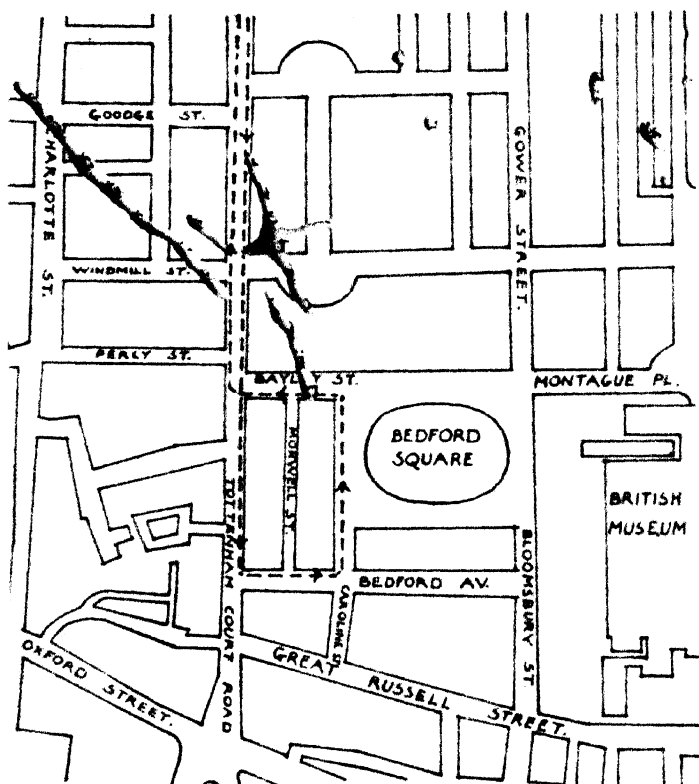 GOODGE ST.
CHARLOTTE ST.
GOWER STREET.
WINDMILL ST.
PERCY ST.
BAYLEY ST.
MONTAGUE PL.
BEDFORD
SQUARE
MORWELL ST.
BRITISH
MUSEUM
TOTTENHAM COURT ROAD
BEDFORD AV.
BLOOMSBURY ST.
CAROLINE ST.
GREAT RUSSELL STREET.
OXFORD STREET.